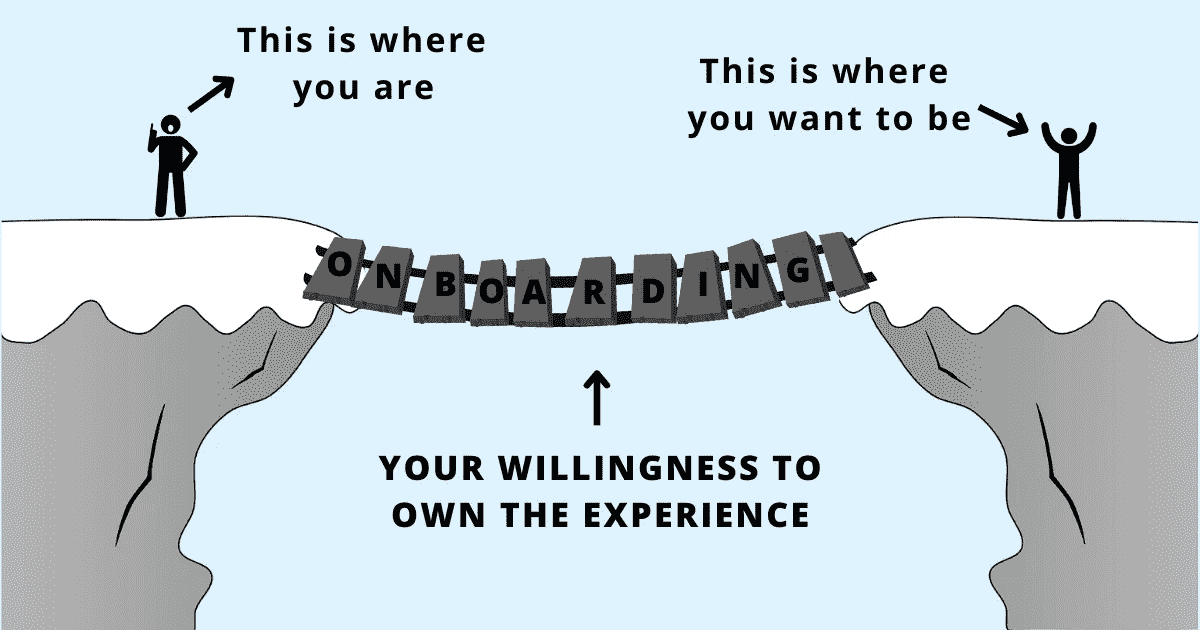 This is where
you are
This is where
you want to be
ONBOARDING
YOUR WILLINGNESS TO
OWN THE EXPERIENCE